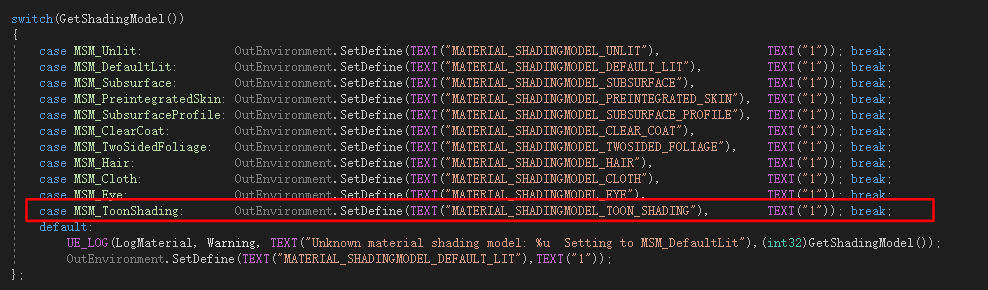 switch(GetShadingModel())
{
case MSM_Unlit: OutEnvironment.SetDefine(TEXT("MATERIAL_SHADINGMODEL_UNLIT"), TEXT("1")); break;
case MSM_DefaultLit: OutEnvironment.SetDefine(TEXT("MATERIAL_SHADINGMODEL_DEFAULT_LIT"), TEXT("1")); break;
case MSM_Subsurface: OutEnvironment.SetDefine(TEXT("MATERIAL_SHADINGMODEL_SUBSURFACE"), TEXT("1")); break;
case MSM_PreintegratedSkin: OutEnvironment.SetDefine(TEXT("MATERIAL_SHADINGMODEL_PREINTEGRATED_SKIN"), TEXT("1")); break;
case MSM_SubsurfaceProfile: OutEnvironment.SetDefine(TEXT("MATERIAL_SHADINGMODEL_SUBSURFACE_PROFILE"), TEXT("1")); break;
case MSM_ClearCoat: OutEnvironment.SetDefine(TEXT("MATERIAL_SHADINGMODEL_CLEAR_COAT"), TEXT("1")); break;
case MSM_TwoSidedFoliage: OutEnvironment.SetDefine(TEXT("MATERIAL_SHADINGMODEL_TWOSIDED_FOLIAGE"), TEXT("1")); break;
case MSM_Hair: OutEnvironment.SetDefine(TEXT("MATERIAL_SHADINGMODEL_HAIR"), TEXT("1")); break;
case MSM_Cloth: OutEnvironment.SetDefine(TEXT("MATERIAL_SHADINGMODEL_CLOTH"), TEXT("1")); break;
case MSM_Eye: OutEnvironment.SetDefine(TEXT("MATERIAL_SHADINGMODEL_EYE"), TEXT("1")); break;
case MSM_ToonShading: OutEnvironment.SetDefine(TEXT("MATERIAL_SHADINGMODEL_TOON_SHADING"), TEXT("1")); break;
default:
UE_LOG(LogMaterial, Warning, TEXT("Unknown material shading model: %u  Setting to MSM_DefaultLit"),(int32)GetShadingModel());
OutEnvironment.SetDefine(TEXT("MATERIAL_SHADINGMODEL_DEFAULT_LIT"),TEXT("1"));
};